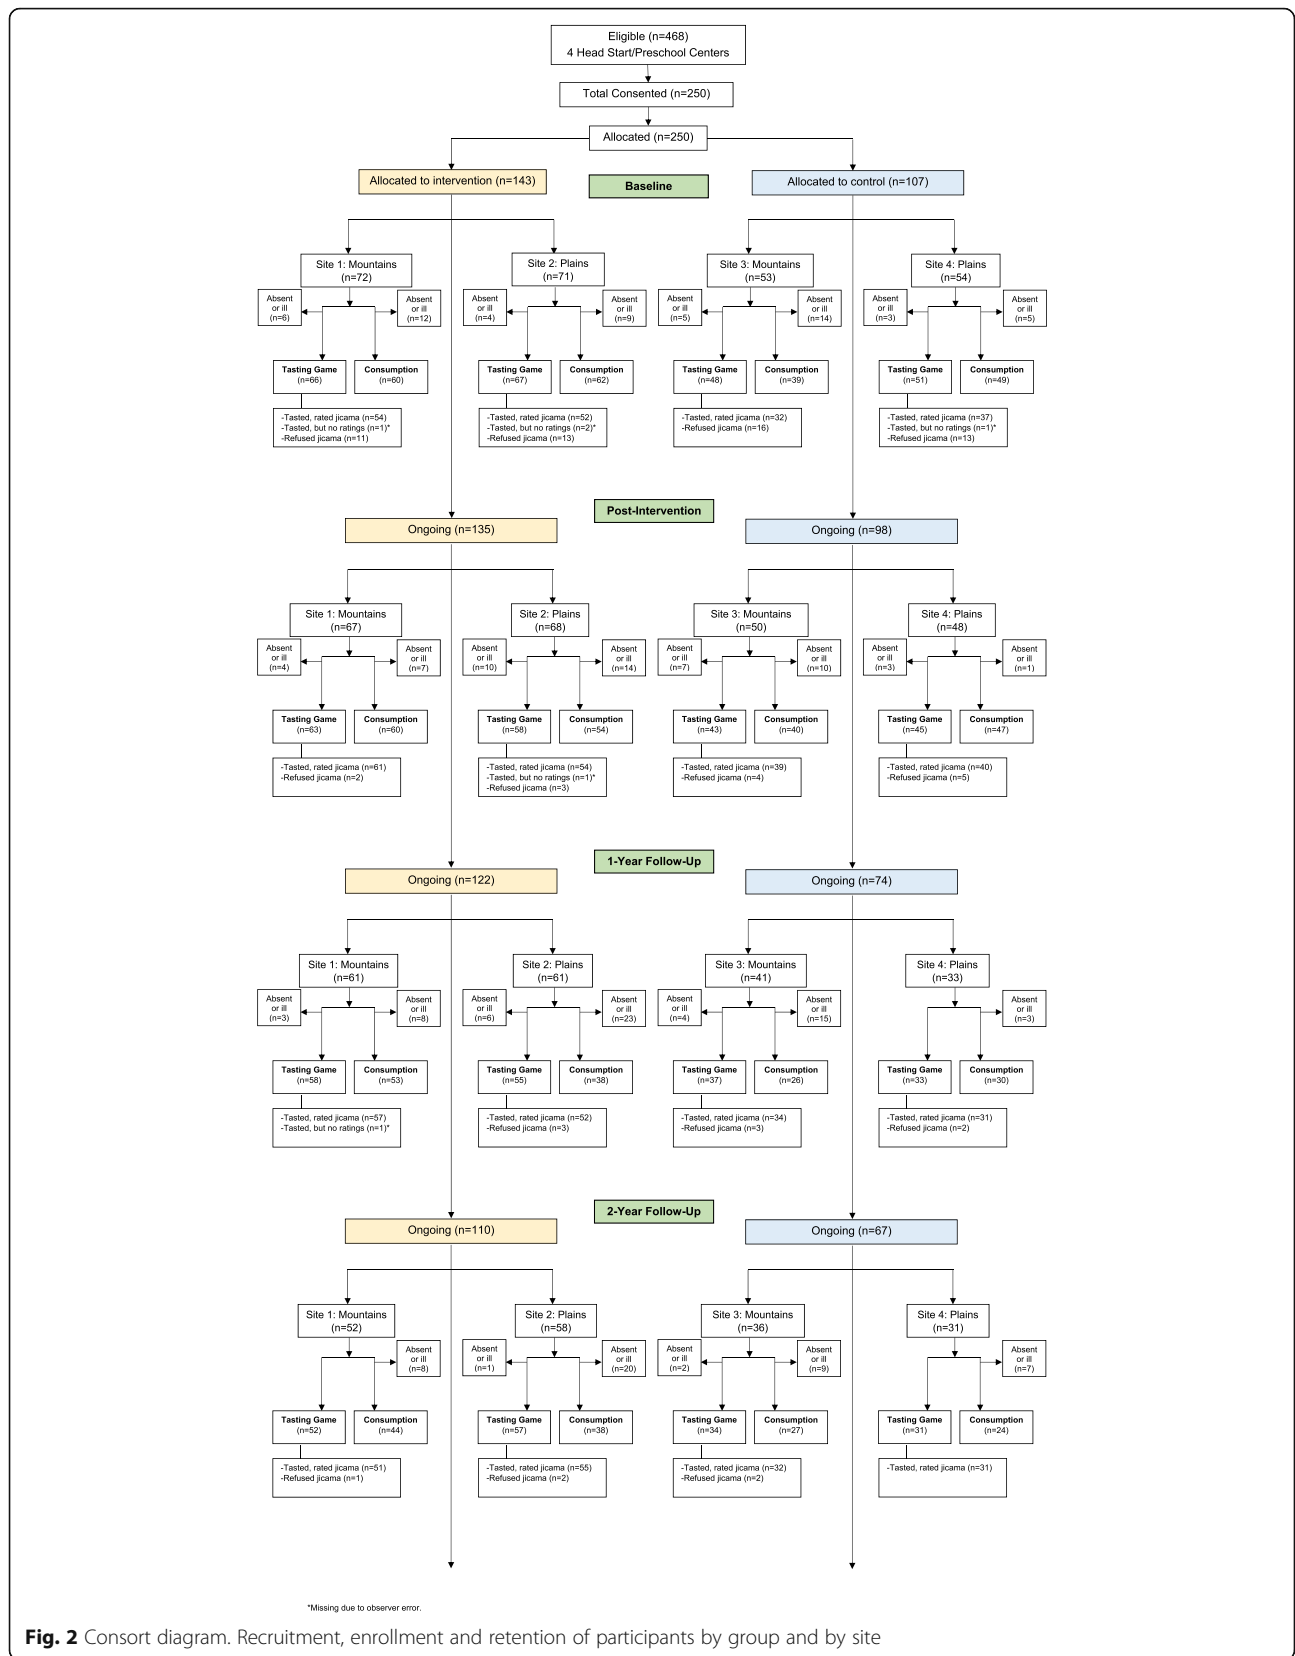 Eligible (n=468)
4 Head Start/Preschool Centers
Total Consented (n=250)
Allocated (n=250)
Allocated to intervention (n=143)
Baseline
Allocated to control (n=107)
Site 1: Mountains
(n=72)
Absent
or ill
(n=6)
Absent
or ill
(n=12)
Tasting Game
(n=66)
Consumption
(n=60)
-Tasted, rated jicama (n=54)
-Tasted, but no ratings (n=1)*
-Refused jicama (n=11)
Site 2: Plains
(n=71)
Absent
or ill
(n=4)
Absent
or ill
(n=9)
Tasting Game
(n=67)
Consumption
(n=62)
-Tasted, rated jicama (n=52)
-Tasted, but no ratings (n=2)*
-Refused jicama (n=13)
Site 3: Mountains
(n=53)
Absent
or ill
(n=5)
Absent
or ill
(n=14)
Tasting Game
(n=48)
Consumption
(n=39)
-Tasted, rated jicama (n=32)
-Refused jicama (n=16)
Site 4: Plains
(n=54)
Absent
or ill
(n=3)
Absent
or ill
(n=5)
Tasting Game
(n=51)
Consumption
(n=49)
-Tasted, rated jicama (n=37)
-Tasted, but no ratings (n=1)*
-Refused jicama (n=13)
Post-Intervention
Ongoing (n=135)
Ongoing (n=98)
Site 1: Mountains
(n=67)
Absent
or ill
(n=4)
Absent
or ill
(n=7)
Tasting Game
(n=63)
Consumption
(n=60)
-Tasted, rated jicama (n=61)
-Refused jicama (n=2)
Site 2: Plains
(n=68)
Absent
or ill
(n=10)
Absent
or ill
(n=14)
Tasting Game
(n=58)
Consumption
(n=54)
-Tasted, rated jicama (n=54)
-Tasted, but no ratings (n=1)*
-Refused jicama (n=3)
Site 3: Mountains
(n=50)
Absent
or ill
(n=7)
Absent
or ill
(n=10)
Tasting Game
(n=43)
Consumption
(n=40)
-Tasted, rated jicama (n=39)
-Refused jicama (n=4)
Site 4: Plains
(n=48)
Absent
or ill
(n=3)
Absent
or ill
(n=1)
Tasting Game
(n=45)
Consumption
(n=47)
-Tasted, rated jicama (n=40)
-Refused jicama (n=5)
1-Year Follow-Up
Ongoing (n=122)
Ongoing (n=74)
Site 1: Mountains
(n=61)
Absent
or ill
(n=3)
Absent
or ill
(n=8)
Tasting Game
(n=58)
Consumption
(n=53)
-Tasted, rated jicama (n=57)
-Tasted, but no ratings (n=1)*
Site 2: Plains
(n=61)
Absent
or ill
(n=6)
Absent
or ill
(n=23)
Tasting Game
(n=55)
Consumption
(n=38)
-Tasted, rated jicama (n=52)
-Refused jicama (n=3)
Site 3: Mountains
(n=41)
Absent
or ill
(n=4)
Absent
or ill
(n=15)
Tasting Game
(n=37)
Consumption
(n=26)
-Tasted, rated jicama (n=34)
-Refused jicama (n=3)
Site 4: Plains
(n=33)
Absent
or ill
(n=3)
Tasting Game
(n=33)
Consumption
(n=30)
-Tasted, rated jicama (n=31)
-Refused jicama (n=2)
2-Year Follow-Up
Ongoing (n=110)
Ongoing (n=67)
Site 1: Mountains
(n=52)
Absent
or ill
(n=8)
Tasting Game
(n=52)
Consumption
(n=44)
-Tasted, rated jicama (n=51)
-Refused jicama (n=1)
Site 2: Plains
(n=58)
Absent
or ill
(n=1)
Absent
or ill
(n=20)
Tasting Game
(n=57)
Consumption
(n=38)
-Tasted, rated jicama (n=55)
-Refused jicama (n=2)
Site 3: Mountains
(n=36)
Absent
or ill
(n=2)
Absent
or ill
(n=9)
Tasting Game
(n=34)
Consumption
(n=27)
-Tasted, rated jicama (n=32)
-Refused jicama (n=2)
Site 4: Plains
(n=31)
Absent
or ill
(n=7)
Tasting Game
(n=31)
Consumption
(n=24)
-Tasted, rated jicama (n=31)
*Missing due to observer error.
Fig. 2 Consort diagram. Recruitment, enrollment and retention of participants by group and by site